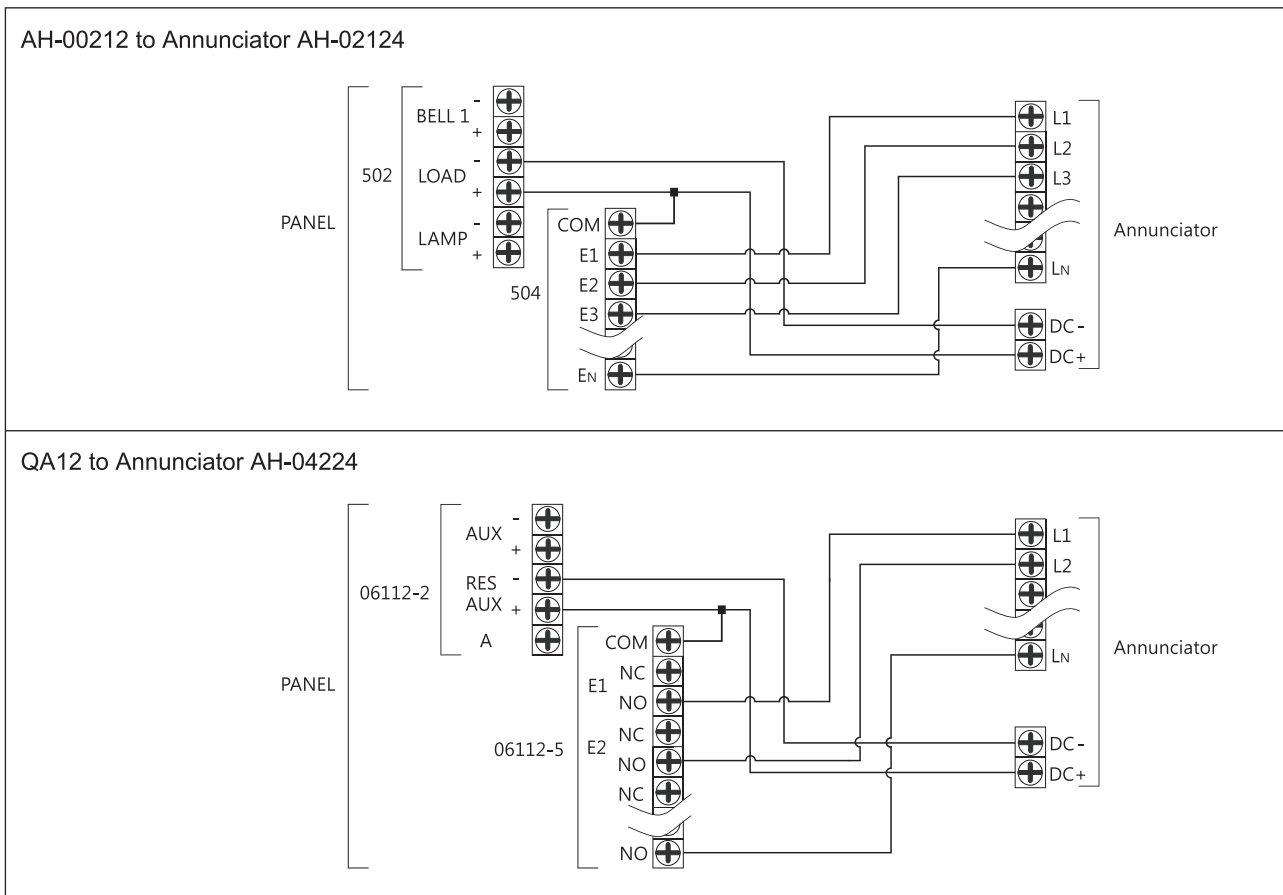 AH-00212 to Annunciator AH-02124
PANEL
502
BELL 1
-
+
LOAD
-
+
LAMP
-
+
504
COM
E1
E2
E3
EN
L1
L2
L3
LN
DC-
DC+
Annunciator
QA12 to Annunciator AH-04224
PANEL
06112-2
AUX
-
+
RES
AUX
-
+
A
06112-5
COM
E1
NC
NO
E2
NC
NO
NC
NO
L1
L2
LN
DC-
DC+
Annunciator